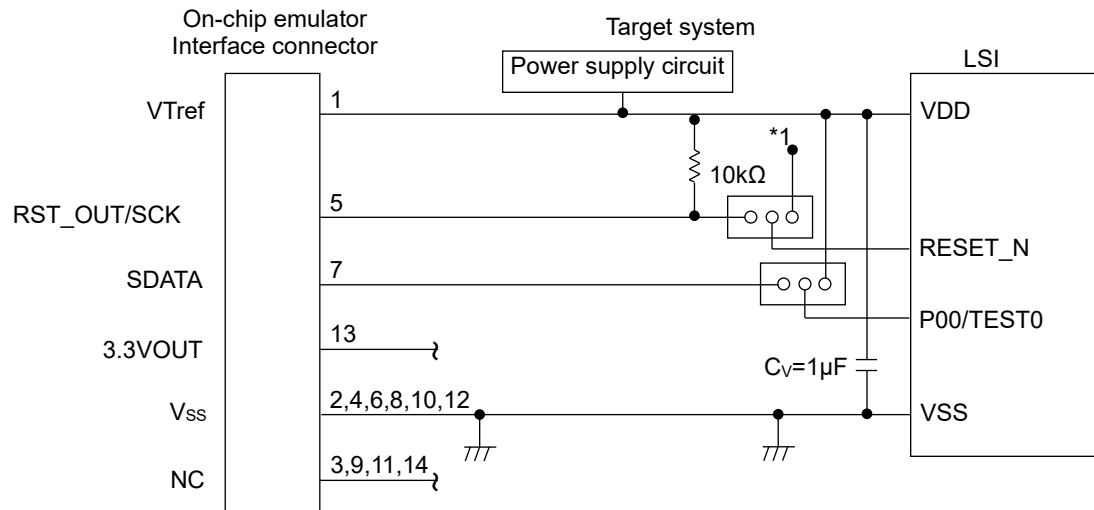 On-chip emulator
Interface connector
Target system
Power supply circuit
LSI
VTref
1
VDD
*1
10kΩ
RST_OUT/SCK
5
RESET_N
SDATA
7
P00/TEST0
3.3VOUT
13
CV=1µF
VSS
2,4,6,8,10,12
VSS
NC
3,9,11,14